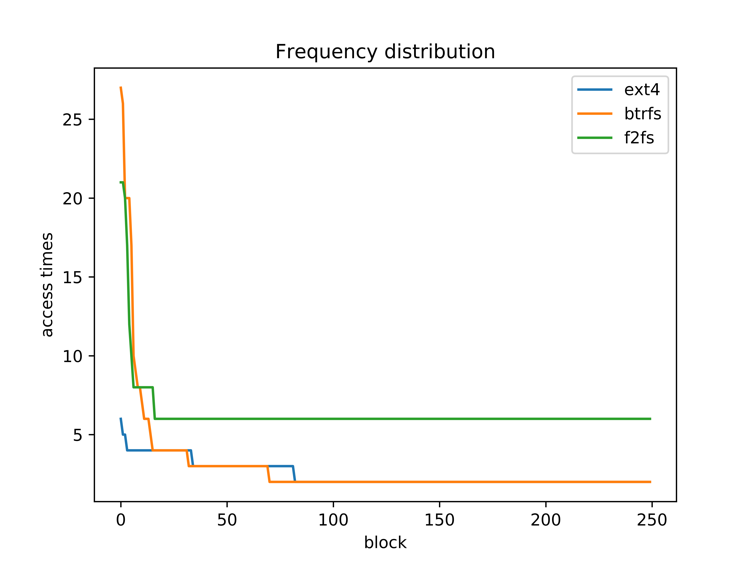 Frequency distribution
ext4
btrfs
f2fs
25
20
15
10
5
access times
0 50 100 150 200 250
block